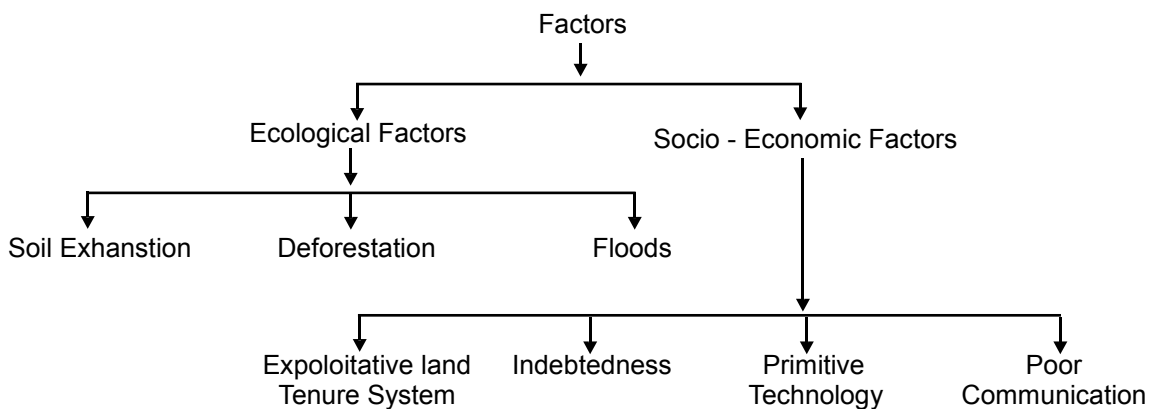 Factors
Ecological Factors
Socio - Economic Factors
Soil Exhanstion
Deforestation
Floods
Expoloitative land
Tenure System
Indebtedness
Primitive
Technology
Poor
Communication